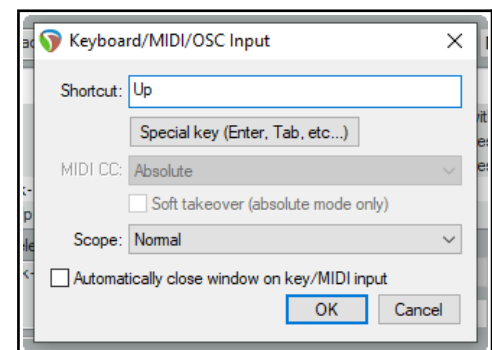 Keyboard/MIDI/OSC Input
Shortcut: Up
Special key (Enter, Tab, etc...)
MIDI CC: Absolute
Soft takeover (absolute mode only)
Scope: Normal
Automatically close window on key/MIDI input
OK Cancel